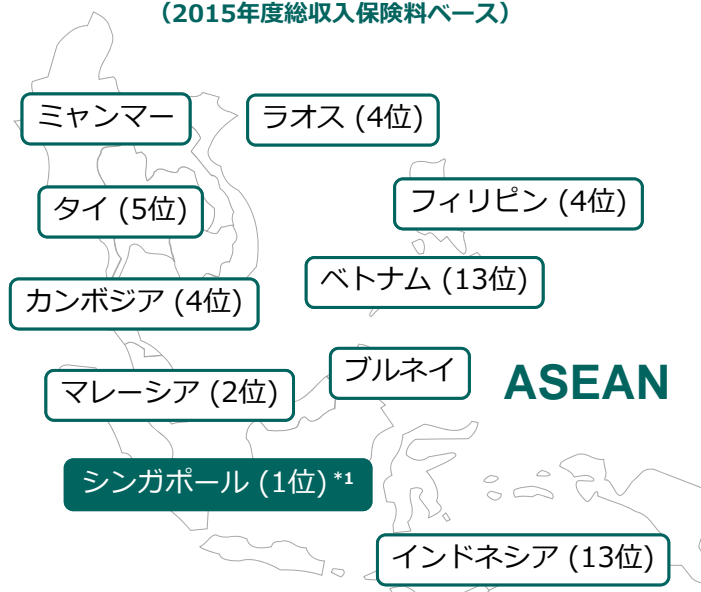 （2015年度総収入保険料ベース）
ミャンマー
ラオス (4位)
タイ (5位)
フィリピン (4位)
ベトナム (13位)
カンボジア (4位)
ブルネイ
ASEAN
マレーシア (2位)
シンガポール (1位) *1
インドネシア (13位)